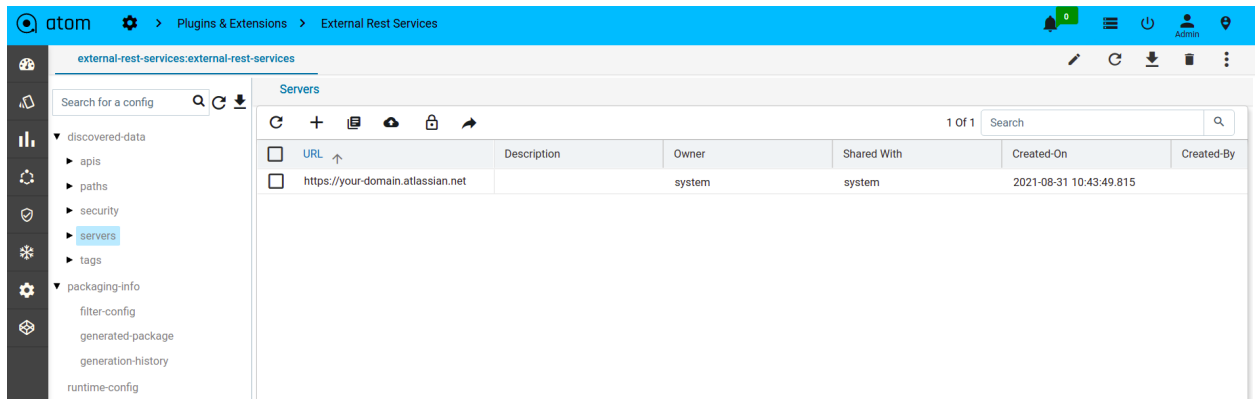 atom > Plugins & Extensions > External Rest Services 0 Admin
external-rest-services:external-rest-services
Search for a config
Servers
1 Of 1 Search
▼ discovered-data
► apis
► paths
► security
► servers
► tags
▼ packaging-info
filter-config
generated-package
generation-history
runtime-config
URL Description Owner Shared With Created-On Created-By
https://your-domain.atlassian.net system system 2021-08-31 10:43:49.815